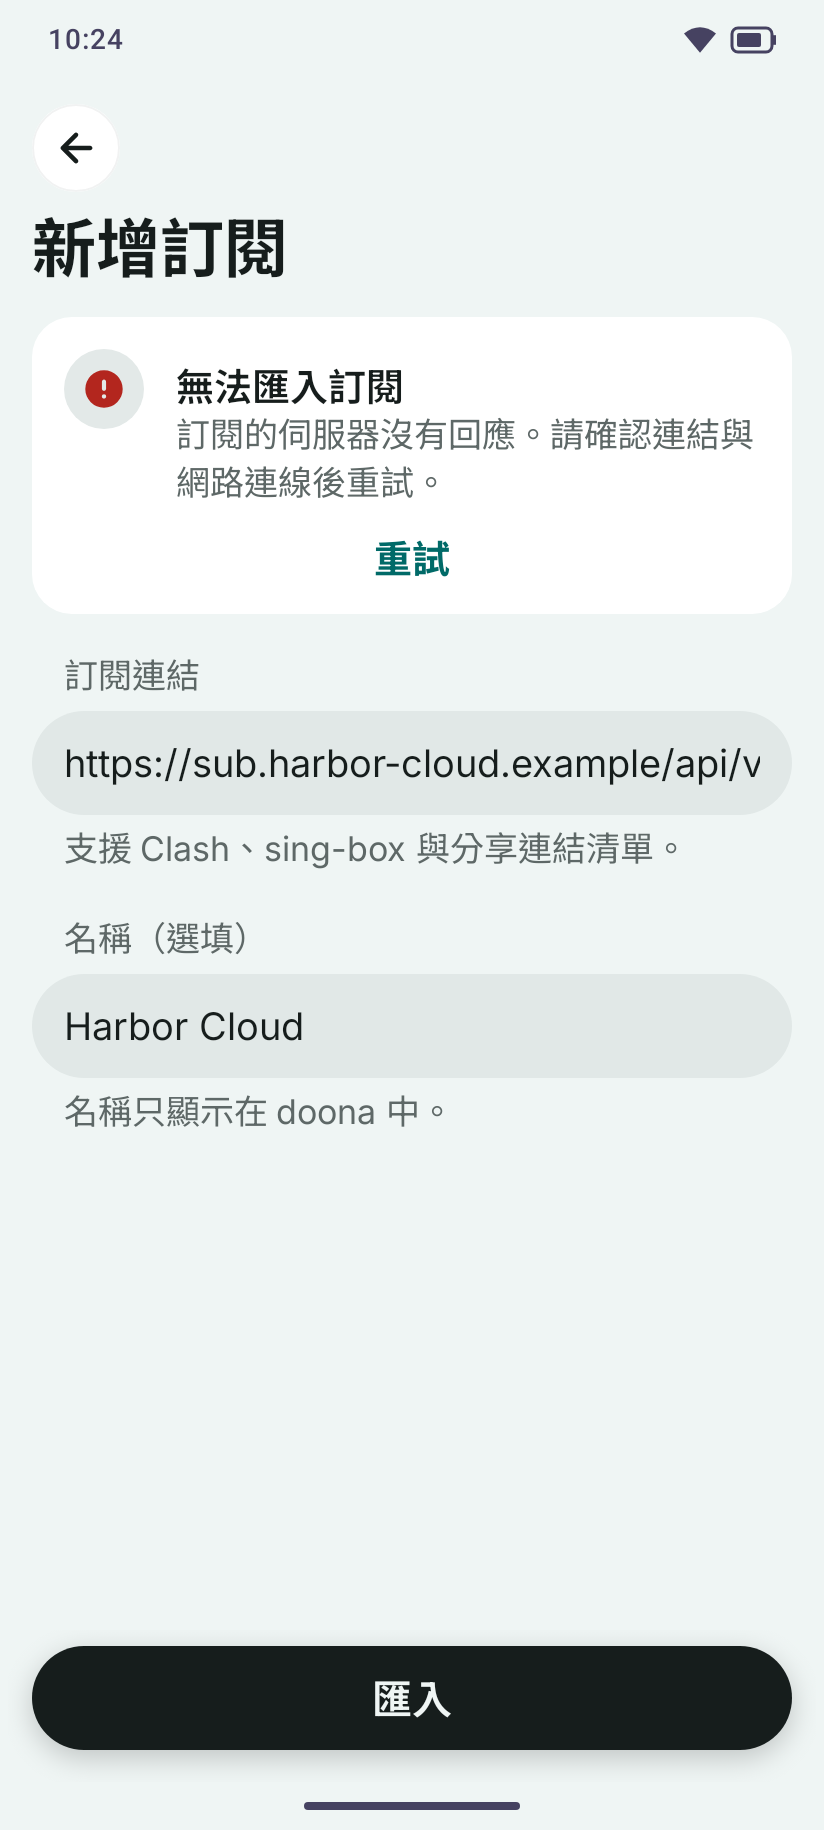 10:24
新增訂閱
無法匯入訂閱
訂閱的伺服器沒有回應。請確認連結與
網路連線後重試。
重試
訂閱連結
https://sub.harbor-cloud.example/api/v
支援 Clash、sing-box 與分享連結清單。
名稱（選填）
Harbor Cloud
名稱只顯示在 doona 中。
匯入